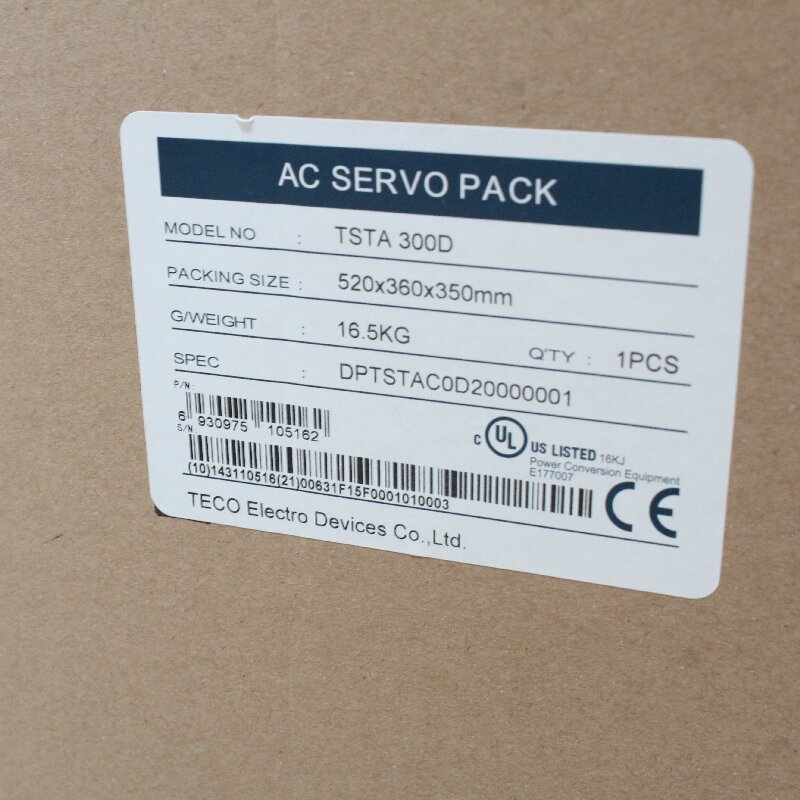 AC SERVO PACK
MODEL NO : TSTA 300D
PACKING SIZE : 520x360x350mm
G/WEIGHT : 16.5KG Q'TY : 1PCS
SPEC : DPTSTAC0D20000001
P/N:
6 930975 105162
S/N:
(10)143110516(21)00631F15F0001010003
C UL US LISTED 16KJ
Power Conversion Equipment
E177007
CE
TECO Electro Devices Co.,Ltd.